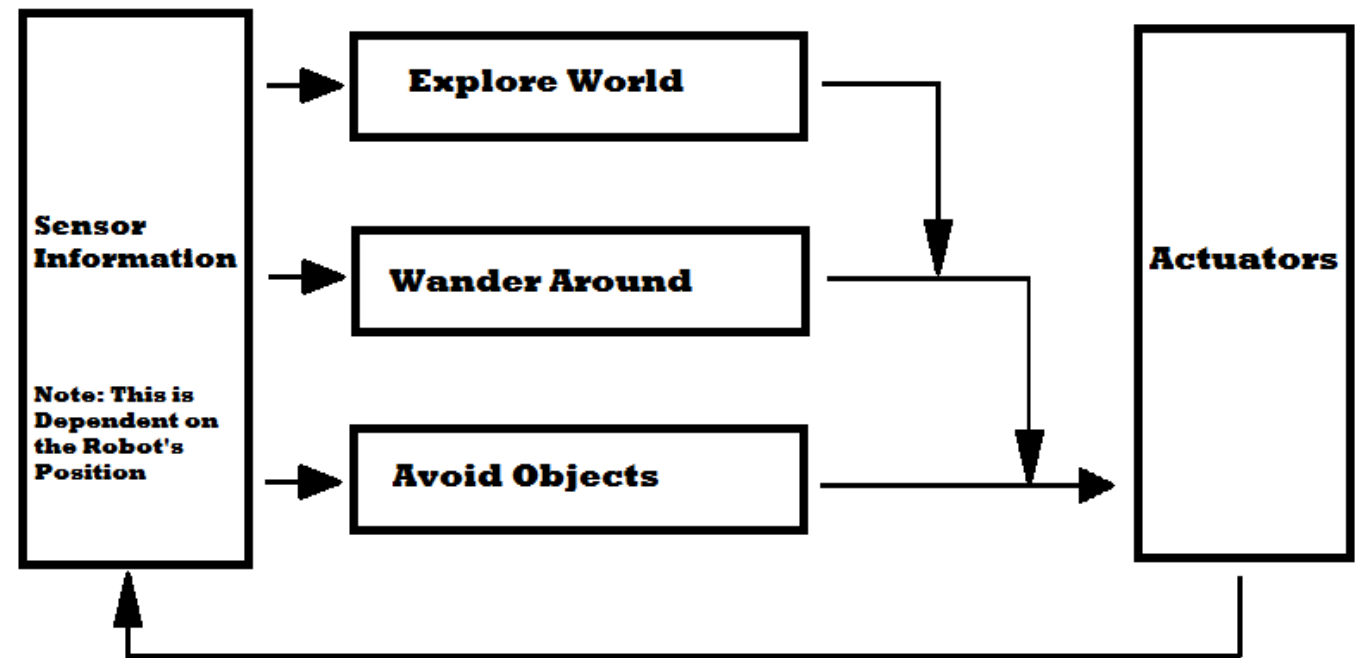 Explore World
Sensor
Information
Wander Around
Actuators
Note: This is
Dependent on
the Robot's
Position
Avoid Objects